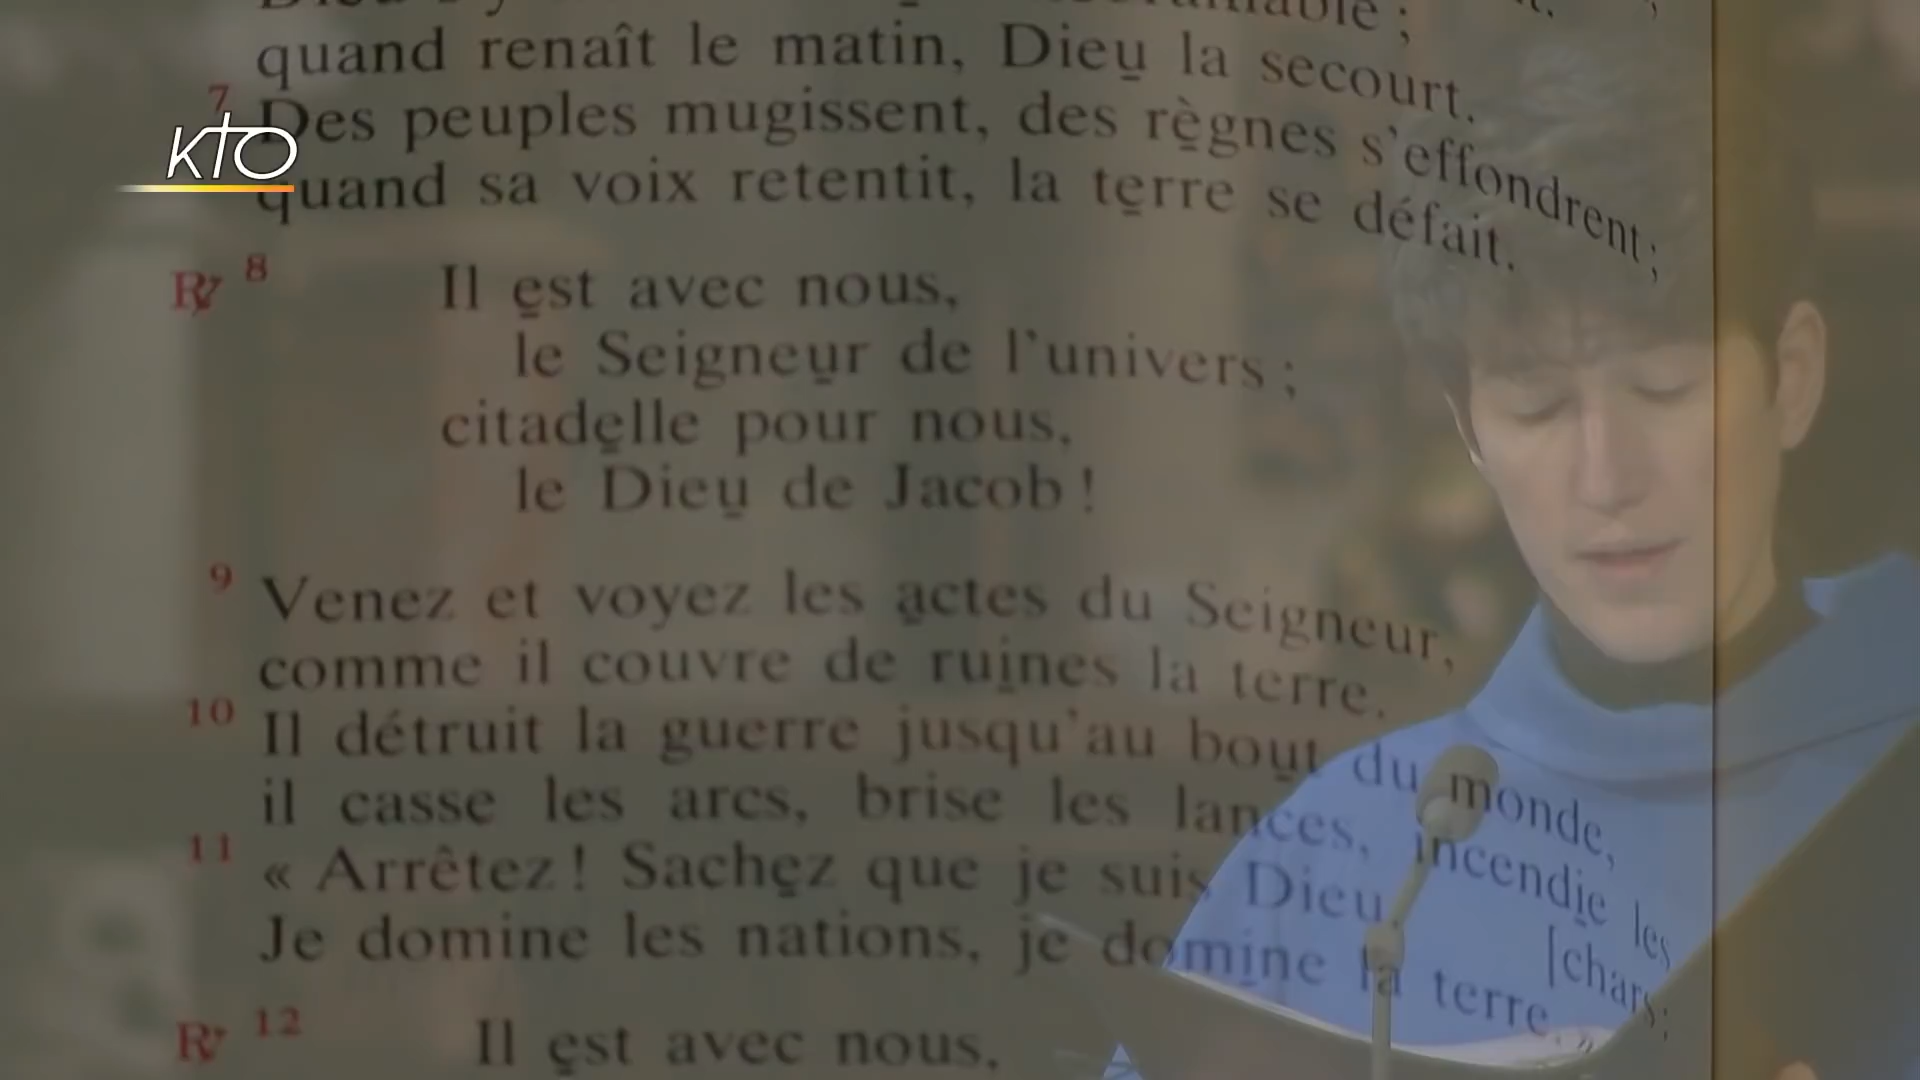 quand renaît le matin, Dieu la secourt.
7 Des peuples mugissent, des règnes s'effondrent ;
KTO
quand sa voix retentit, la terre se défait.
℟ 8 Il est avec nous,
le Seigneur de l'univers ;
citadelle pour nous,
le Dieu de Jacob !
9 Venez et voyez les actes du Seigneur,
comme il couvre de ruines la terre.
10 Il détruit la guerre jusqu'au bout du monde,
il casse les arcs, brise les lances, incendie les
[chars ;
11 « Arrêtez ! Sachez que je suis Dieu.
Je domine les nations, je domine la terre. »
℟ 12 Il est avec nous,